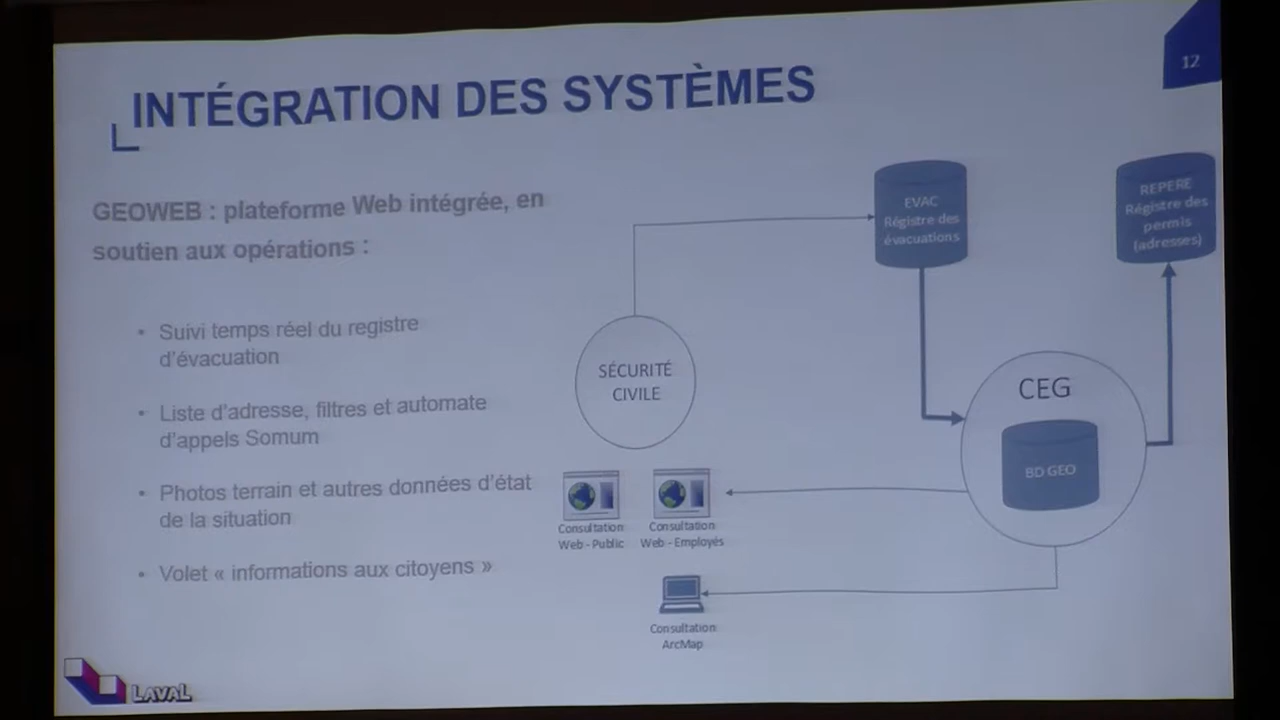 12
INTÉGRATION DES SYSTÈMES
GEOWEB : plateforme Web intégrée, en
soutien aux opérations :
• Suivi temps réel du registre
d'évacuation
• Liste d'adresse, filtres et automate
d'appels Somum
• Photos terrain et autres données d'état
de la situation
• Volet « informations aux citoyens »
EVAC
Régistre des
évacuations
REPERE
Régistre des
permis
(adresses)
SÉCURITÉ
CIVILE
CEG
BD GEO
Consultation
Web - Public
Consultation
Web - Employés
Consultation
ArcMap
LAVAL